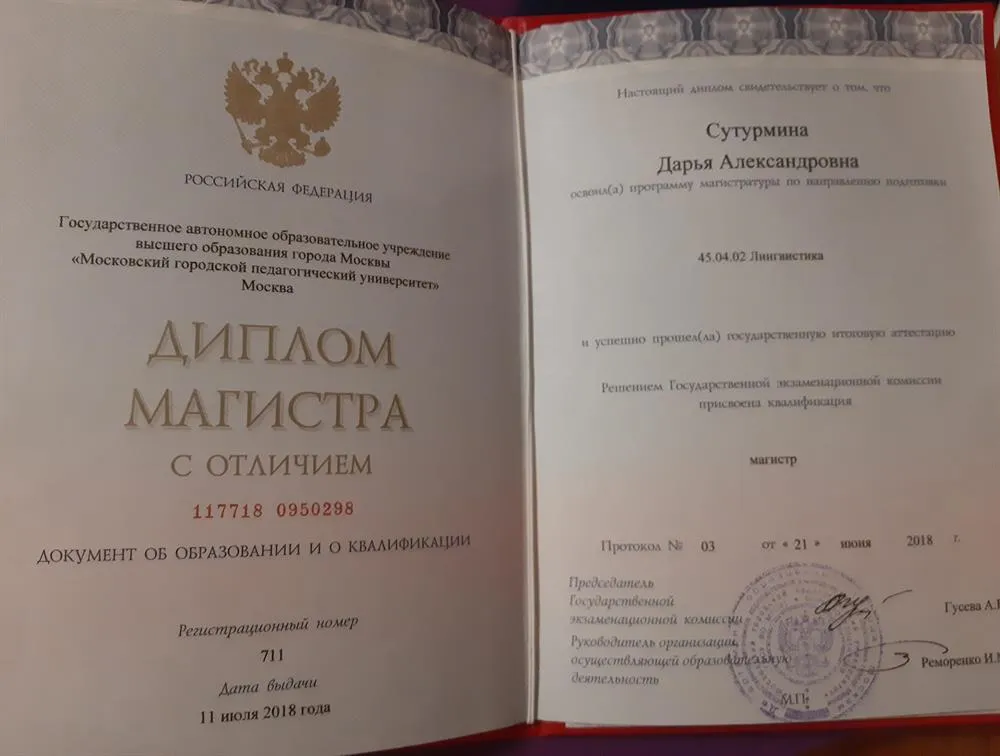 РОССИЙСКАЯ ФЕДЕРАЦИЯ
Государственное автономное образовательное учреждение
высшего образования города Москвы
«Московский городской педагогический университет»
Москва
ДИПЛОМ
МАГИСТРА
С ОТЛИЧИЕМ
117718 0950298
ДОКУМЕНТ ОБ ОБРАЗОВАНИИ И О КВАЛИФИКАЦИИ
Регистрационный номер
711
Дата выдачи
11 июля 2018 года
Настоящий диплом свидетельствует о том, что
Сутурмина
Дарья Александровна
освоил(а) программу магистратуры по направлению подготовки
45.04.02 Лингвистика
и успешно прошел(ла) государственную итоговую аттестацию
Решением Государственной экзаменационной комиссии
присвоена квалификация
магистр
Протокол № 03 от « 21 » июня 2018 г.
Председатель
Государственной
экзаменационной комиссии
Гусева А.
Руководитель организации,
осуществляющей образовательную
деятельность
Реморенко И.
М.П.